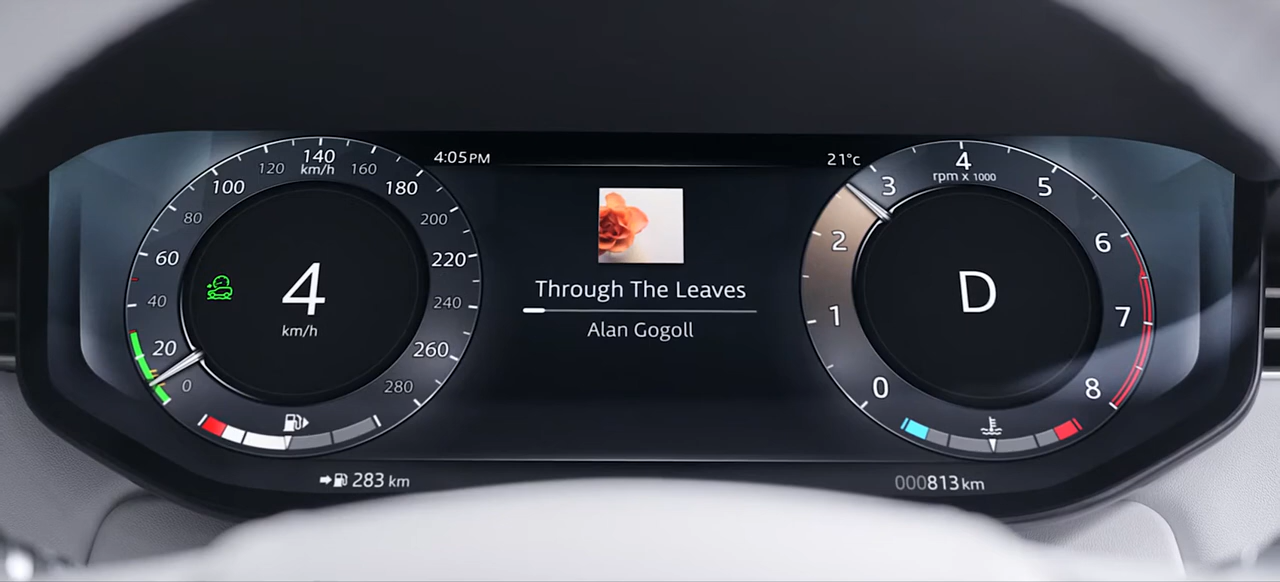 4:05 PM
21°c
140
km/h
120
160
100
180
80
200
60
220
40
240
20
260
0
280
4
km/h
Through The Leaves
Alan Gogoll
4
rpm x 1000
3
5
2
6
1
7
0
8
D
283 km
000813 km